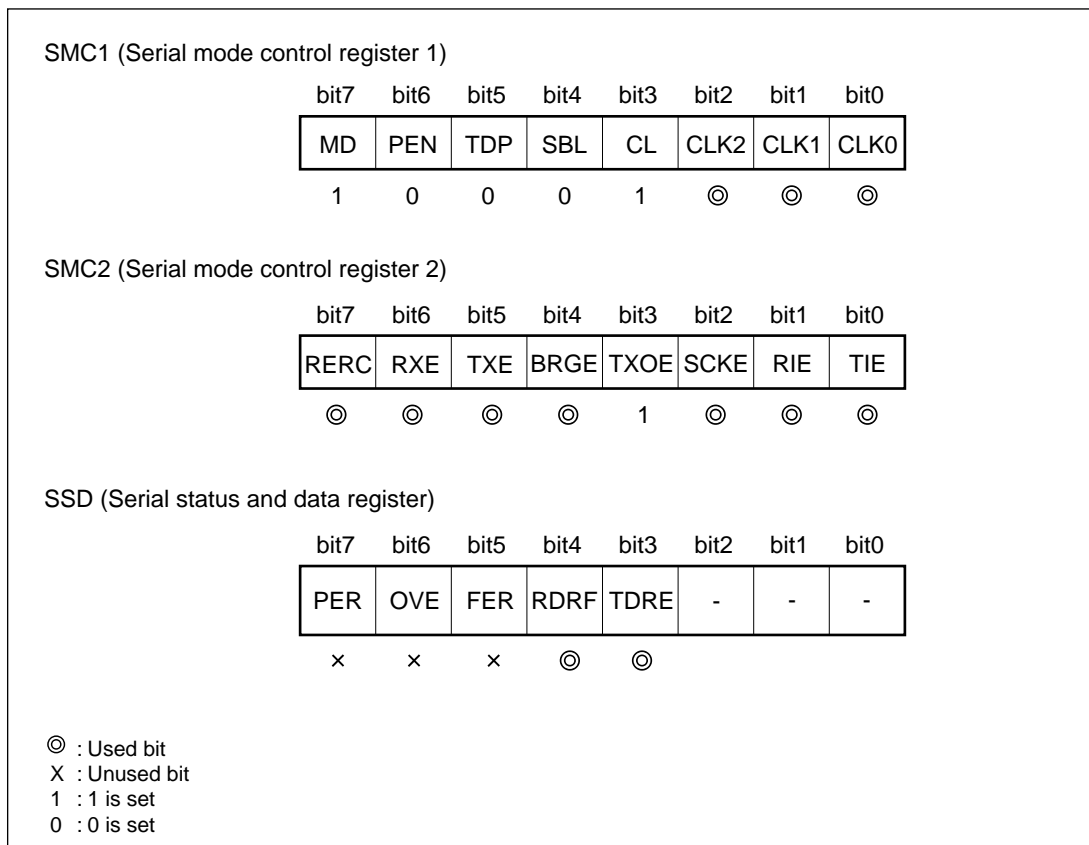 SMC1 (Serial mode control register 1)
bit7 bit6 bit5 bit4 bit3 bit2 bit1 bit0
MD PEN TDP SBL CL CLK2 CLK1 CLK0
1 0 0 0 1 ◎ ◎ ◎
SMC2 (Serial mode control register 2)
bit7 bit6 bit5 bit4 bit3 bit2 bit1 bit0
RERC RXE TXE BRGE TXOE SCKE RIE TIE
◎ ◎ ◎ ◎ 1 ◎ ◎ ◎
SSD (Serial status and data register)
bit7 bit6 bit5 bit4 bit3 bit2 bit1 bit0
PER OVE FER RDRF TDRE - - -
× × × ◎ ◎
◎ : Used bit
X : Unused bit
1 : 1 is set
0 : 0 is set